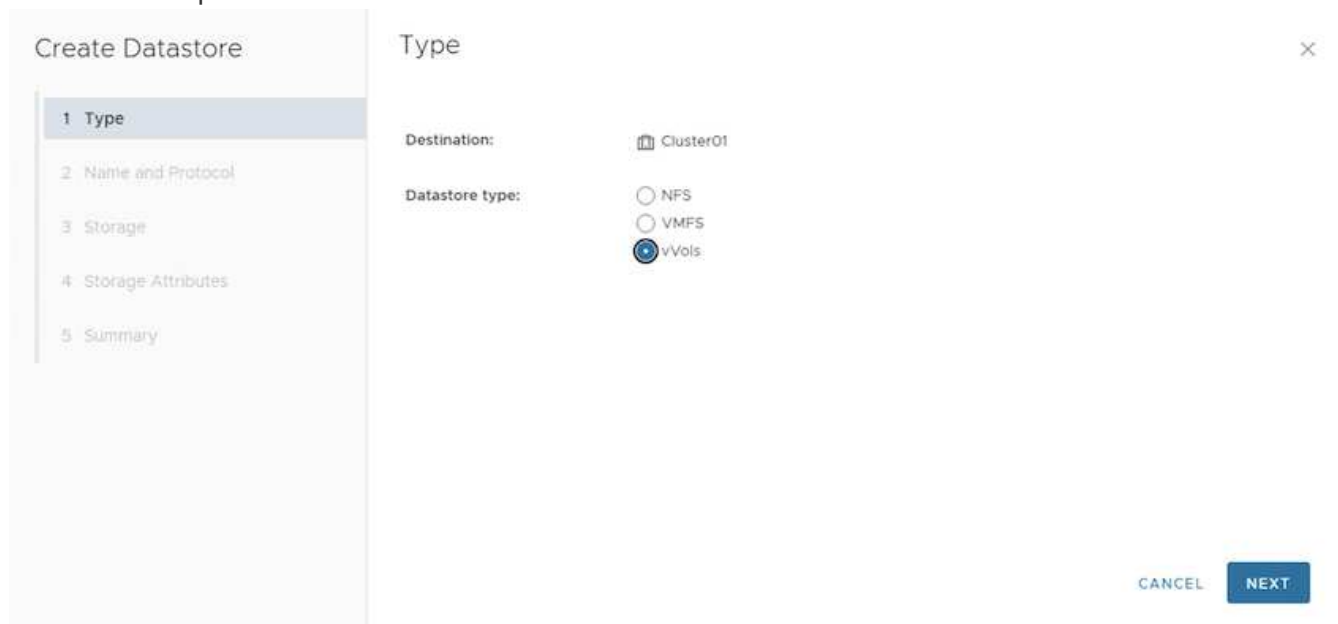 Create Datastore
1 Type
2 Name and Protocol
3 Storage
4 Storage Attributes
5 Summary
Type
Destination: Cluster01
Datastore type: NFS
VMFS
vVols
CANCEL NEXT